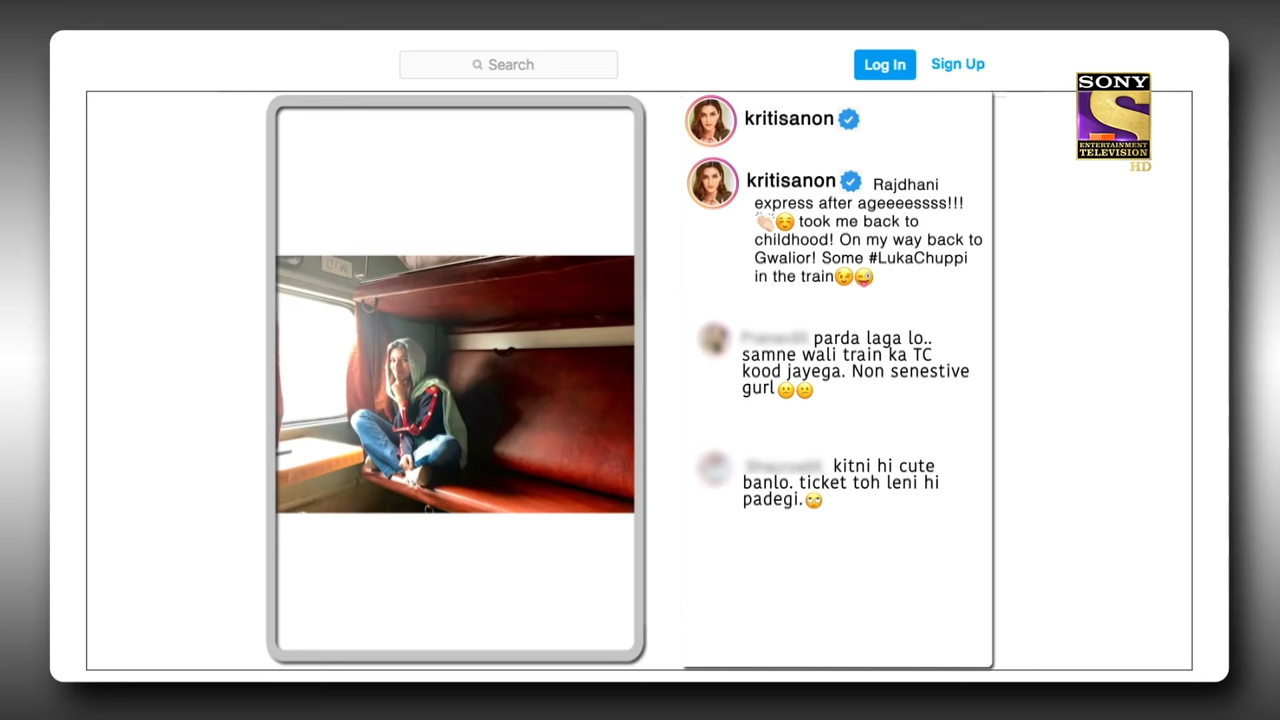 Search
Log In
Sign Up
SONY
ENTERTAINMENT
TELEVISION
HD
kritisanon
kritisanon Rajdhani
express after ageeeessss!!!
👏🏻☺️ took me back to
childhood! On my way back to
Gwalior! Some #LukaChuppi
in the train😉😜
parda laga lo..
samne wali train ka TC
kood jayega. Non senestive
gurl😕😕
kitni hi cute
banlo. ticket toh leni hi
padegi.🙄